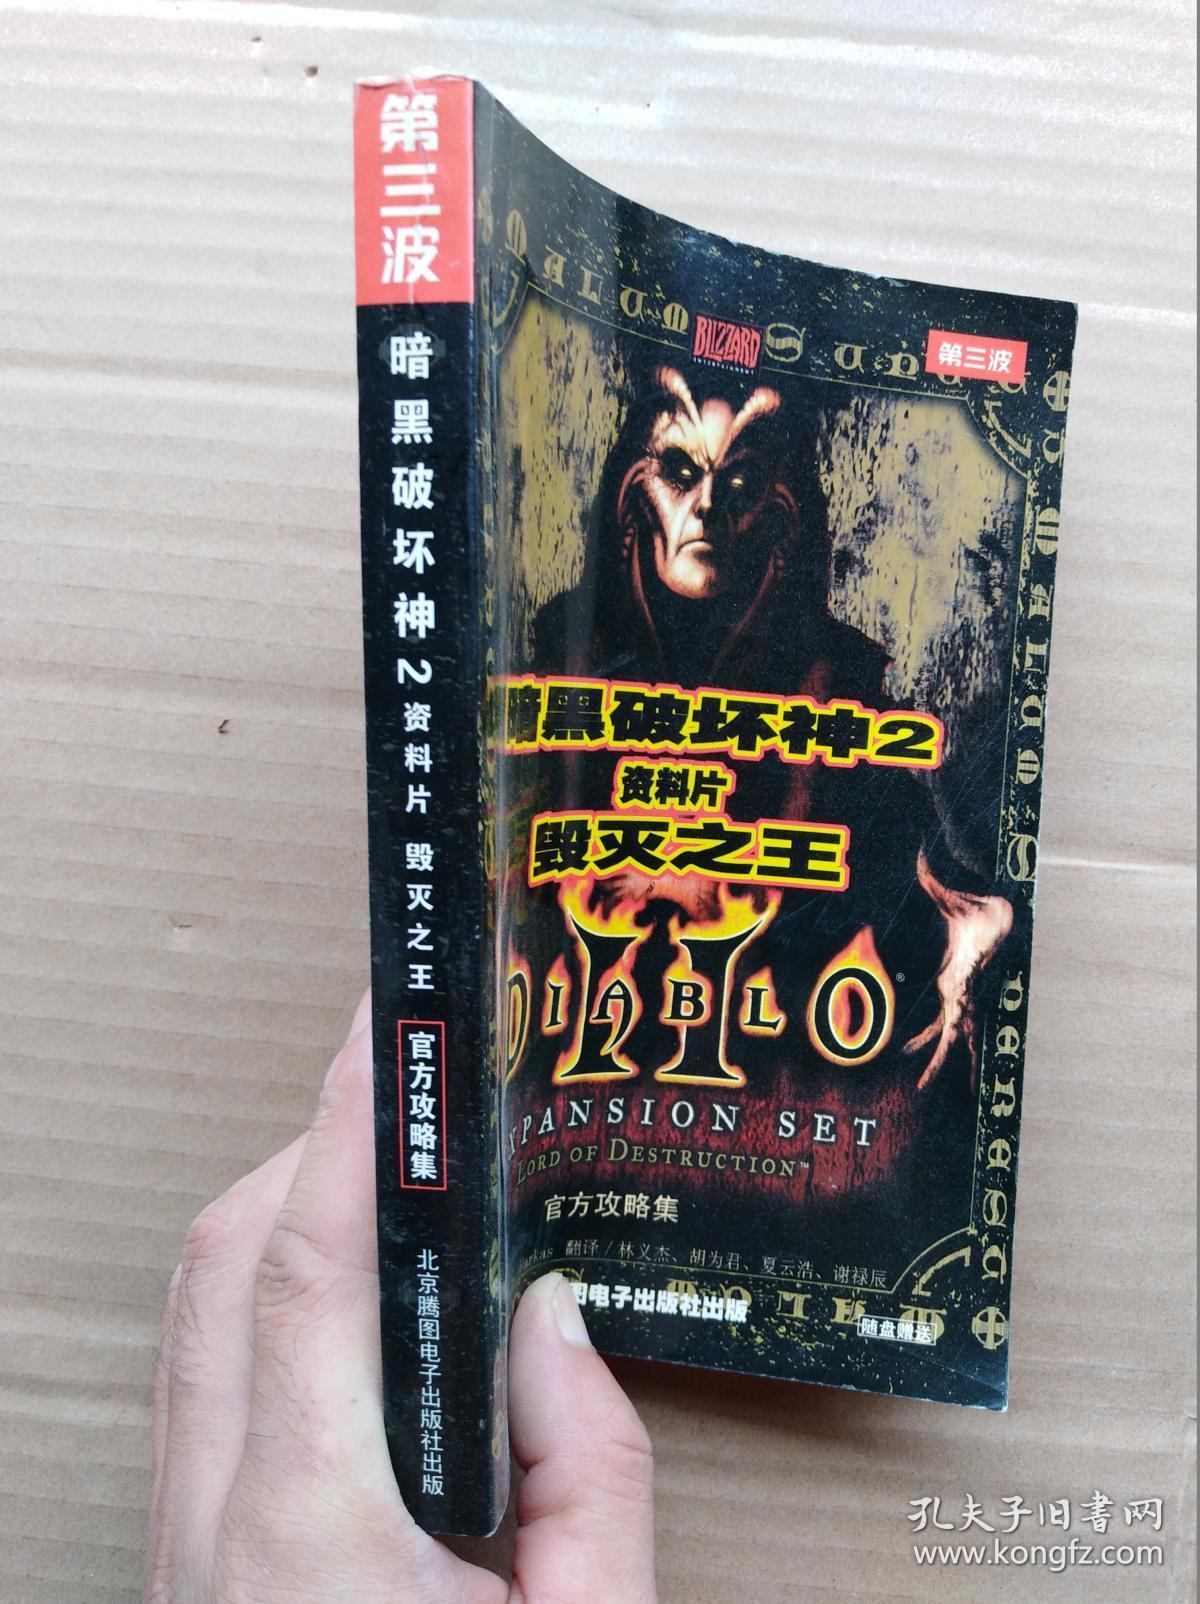 第三波
暗黑破坏神2资料片 毁灭之王
官方攻略集
北京腾图电子出版社出版
BLIZZARD
ENTERTAINMENT
第三波
暗黑破坏神2
资料片
毁灭之王
DIABLO®
II
EXPANSION SET
LORD OF DESTRUCTION™
官方攻略集
翻译/林义杰、胡为君、夏云浩、谢禄辰
图电子出版社出版
随盘赠送
孔夫子旧书网
www.kongfz.com